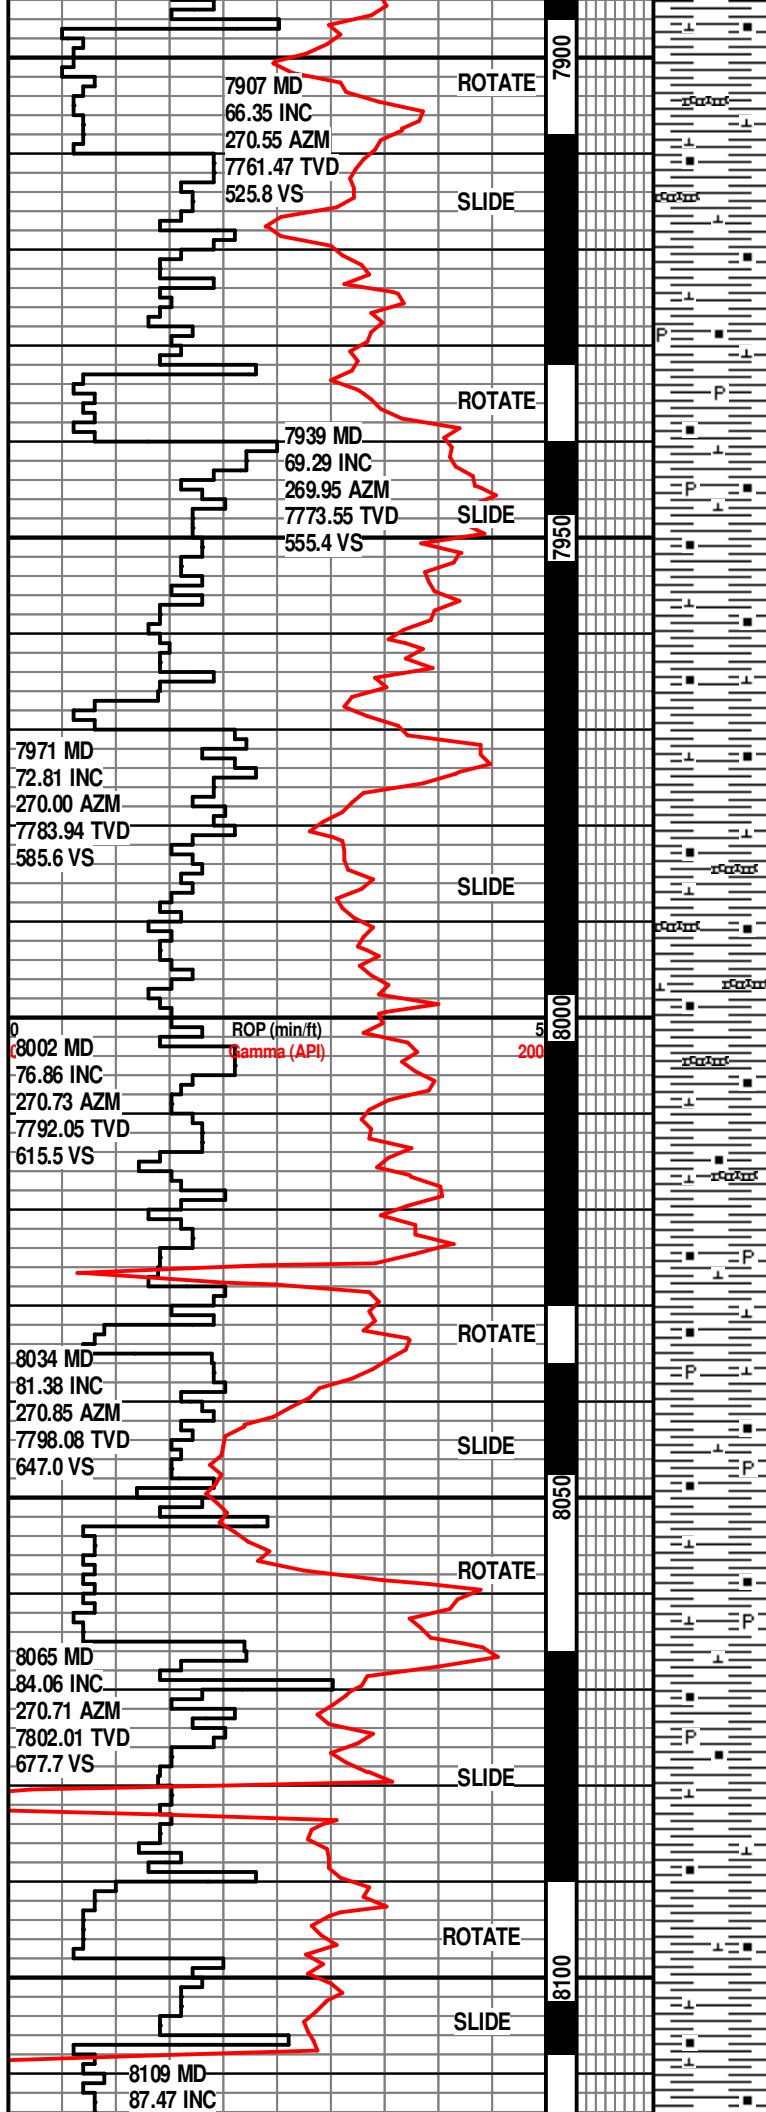 7900
ROTATE
7907 MD
66.35 INC
270.55 AZM
7761.47 TVD
525.8 VS
SLIDE
P
P
ROTATE
7939 MD
69.29 INC
269.95 AZM
7773.55 TVD
555.4 VS
P
SLIDE
7950
7971 MD
72.81 INC
270.00 AZM
7783.94 TVD
585.6 VS
SLIDE
8000
0 ROP (min/ft) 5
Gamma (API) 200
8002 MD
76.86 INC
270.73 AZM
7792.05 TVD
615.5 VS
P
ROTATE
8034 MD
81.38 INC
270.85 AZM
7798.08 TVD
647.0 VS
P
SLIDE
P
8050
ROTATE
P
8065 MD
84.06 INC
270.71 AZM
7802.01 TVD
677.7 VS
P
SLIDE
ROTATE
8100
SLIDE
8109 MD
87.47 INC